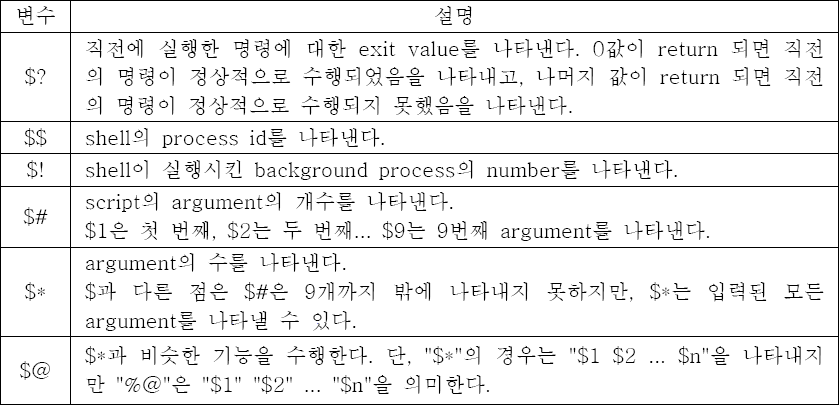 변수 설명
$? 직전에 실행한 명령에 대한 exit value를 나타낸다. 0값이 return 되면 직전
의 명령이 정상적으로 수행되었음을 나타내고, 나머지 값이 return 되면 직전
의 명령이 정상적으로 수행되지 못했음을 나타낸다.
$$ shell의 process id를 나타낸다.
$! shell이 실행시킨 background process의 number를 나타낸다.
$# script의 argument의 개수를 나타낸다.
$1은 첫 번째, $2는 두 번째... $9는 9번째 argument를 나타낸다.
$* argument의 수를 나타낸다.
$과 다른 점은 $#은 9개까지 밖에 나타내지 못하지만, $*는 입력된 모든
argument를 나타낼 수 있다.
$@ $*과 비슷한 기능을 수행한다. 단, "$*"의 경우는 "$1 $2 ... $n"을 나타내지
만 "%@"은 "$1" "$2" ... "$n"을 의미한다.